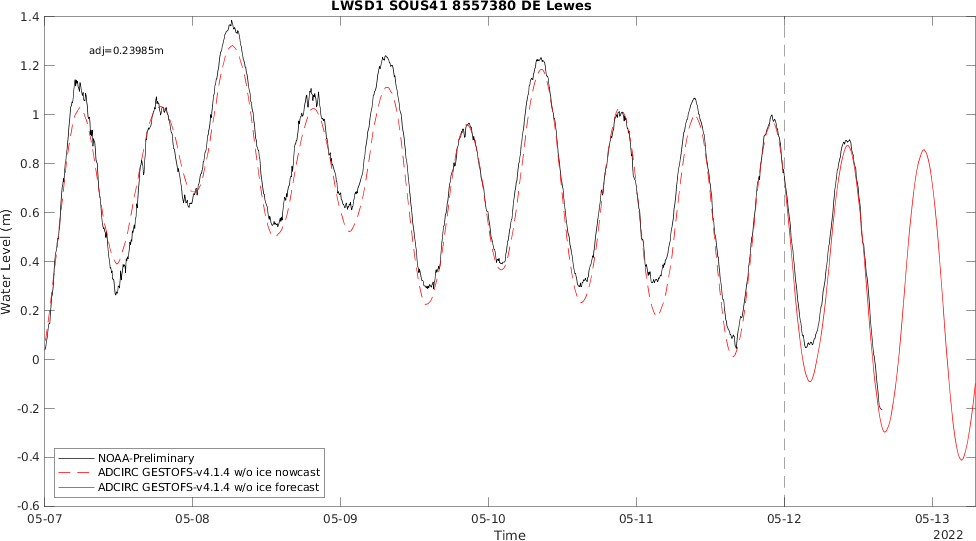 LWSD1 SOUS41 8557380 DE Lewes
adj=0.23985m
1.4
1.2
1
0.8
0.6
0.4
0.2
0
-0.2
-0.4
-0.6
Water Level (m)
NOAA-Preliminary
ADCIRC GESTOFS-v4.1.4 w/o ice nowcast
ADCIRC GESTOFS-v4.1.4 w/o ice forecast
05-07 05-08 05-09 05-10 05-11 05-12 05-13
Time
2022